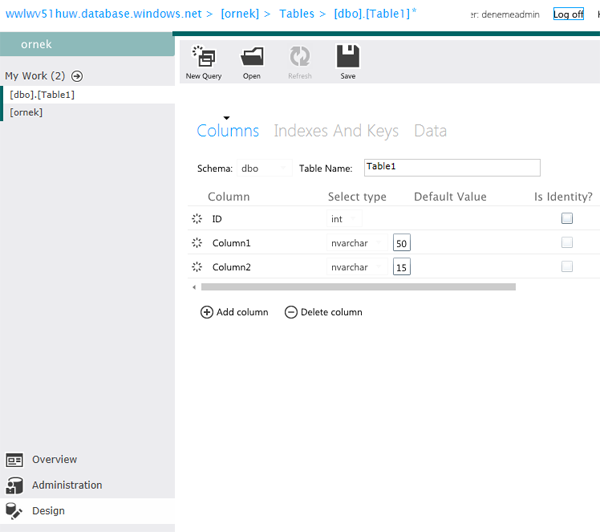 wwlwv51huw.database.windows.net > [ornek] > Tables > [dbo].[Table1]* er: denemeadmin Log off
ornek
My Work (2)
[dbo].[Table1]
[ornek]
New Query Open Refresh Save
Columns Indexes And Keys Data
Schema: dbo Table Name: Table1
Column Select type Default Value Is Identity?
ID int
Column1 nvarchar 50
Column2 nvarchar 15
Add column Delete column
Overview
Administration
Design